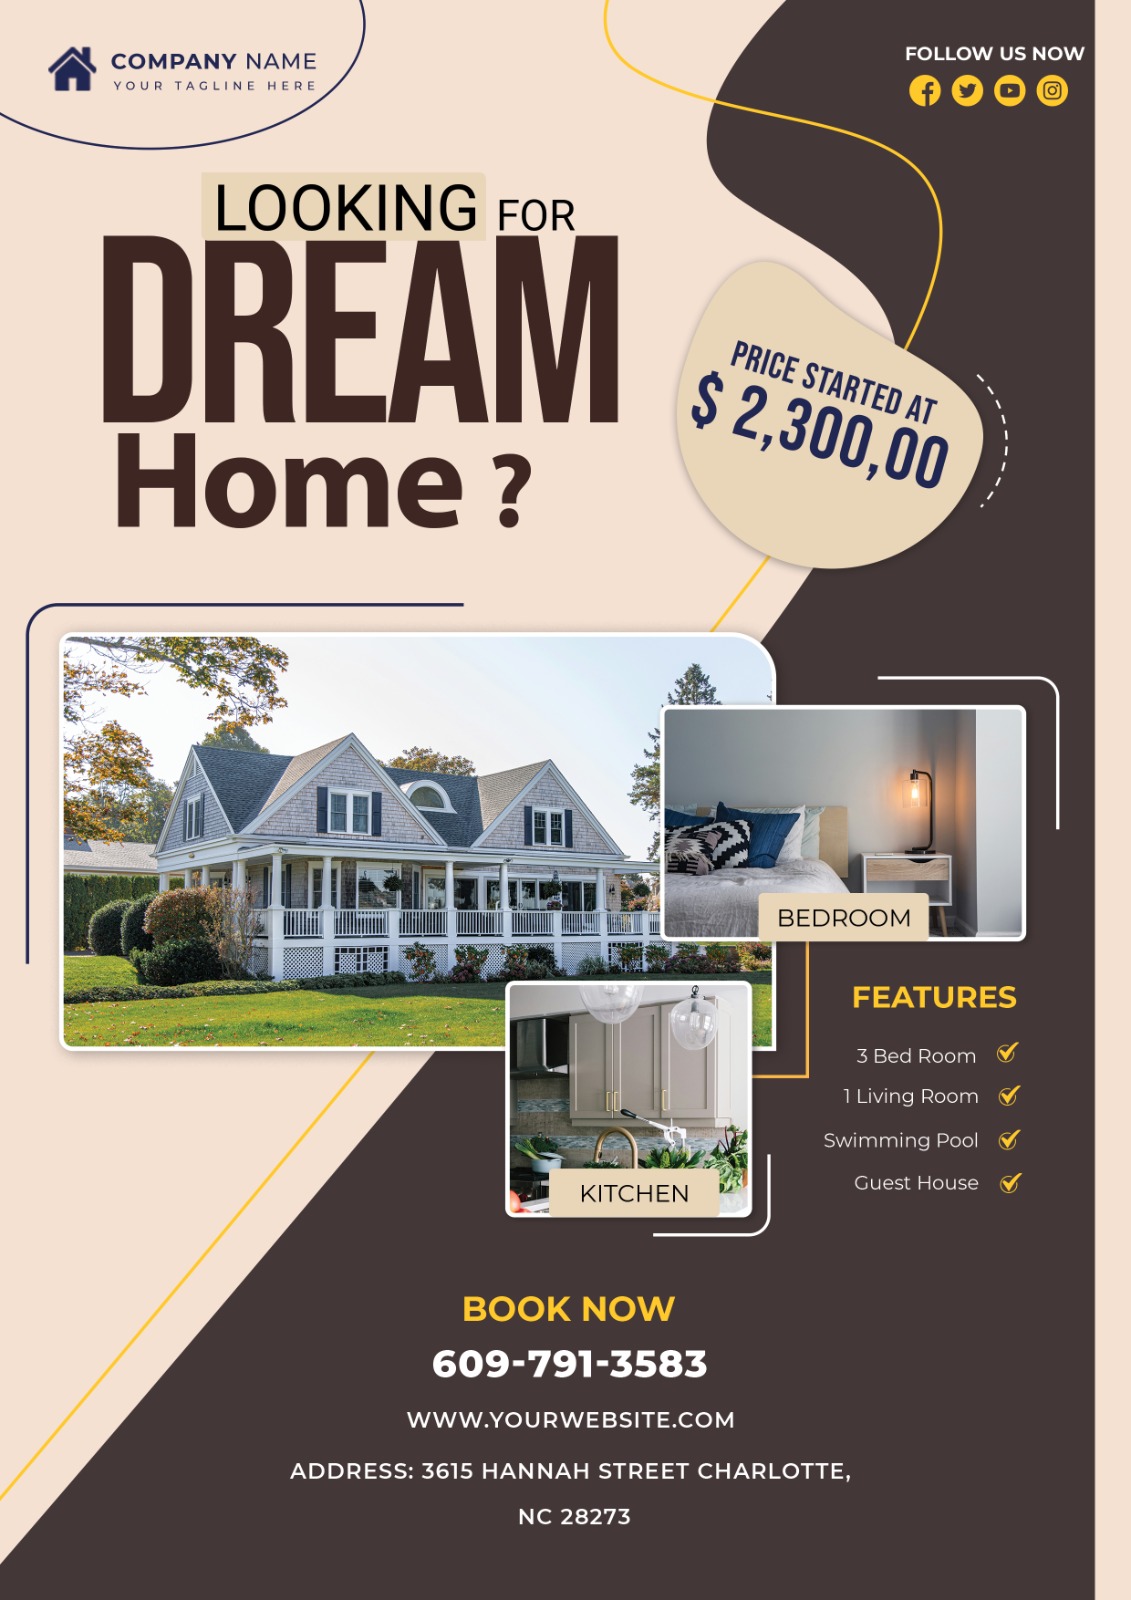 COMPANY NAME
YOUR TAGLINE HERE
FOLLOW US NOW
LOOKING FOR
DREAM
Home ?
PRICE STARTED AT
$ 2,300,00
BEDROOM
KITCHEN
FEATURES
3 Bed Room
1 Living Room
Swimming Pool
Guest House
BOOK NOW
609-791-3583
WWW.YOURWEBSITE.COM
ADDRESS: 3615 HANNAH STREET CHARLOTTE,
NC 28273